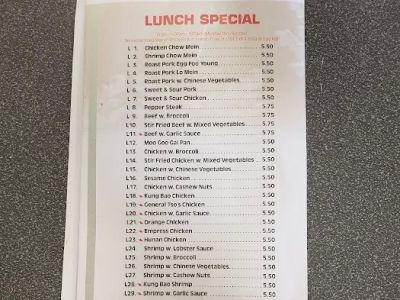 LUNCH SPECIAL
L 1. Chicken Chow Mein 5.50
L 2. Shrimp Chow Mein 5.50
L 3. Roast Pork Egg Foo Young 5.50
L 4. Roast Pork Lo Mein 5.50
L 5. Roast Pork w. Chinese Vegetables 5.50
L 6. Sweet & Sour Pork 5.50
L 7. Sweet & Sour Chicken 5.50
L 8. Pepper Steak 5.75
L 9. Beef w. Broccoli 5.75
L10. Stir Fried Beef w. Mixed Vegetables 5.75
L11. Beef w. Garlic Sauce 5.75
L12. Moo Goo Gai Pan 5.50
L13. Chicken w. Broccoli 5.50
L14. Stir Fried Chicken w. Mixed Vegetables 5.50
L15. Chicken w. Chinese Vegetables 5.50
L16. Sesame Chicken 5.50
L17. Chicken w. Cashew Nuts 5.50
L18. Kung Bao Chicken 5.50
L19. General Tso's Chicken 5.50
L20. Chicken w. Garlic Sauce 5.50
L21. Orange Chicken 5.50
L22. Empress Chicken 5.50
L23. Hunan Chicken 5.50
L24. Shrimp w. Lobster Sauce 5.50
L25. Shrimp w. Broccoli 5.50
L26. Shrimp w. Chinese Vegetables 5.50
L27. Shrimp w. Cashew Nuts 5.50
L28. Kung Bao Shrimp 5.50
L29. Shrimp w. Garlic Sauce 5.50